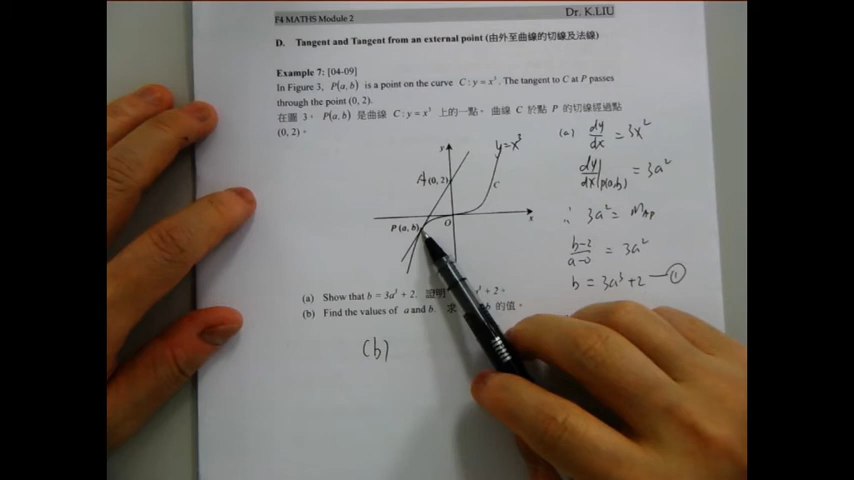 F4 MATHS Module 2
Dr. K.LIU
D. Tangent and Tangent from an external point (由外至曲線的切線及法線)
Example 7: [04-09]
In Figure 3, P(a, b) is a point on the curve C : y = x³. The tangent to C at P passes
through the point (0, 2).
在圖 3，P(a, b) 是曲線 C : y = x³ 上的一點。曲線 C 於點 P 的切線經過點
(0, 2)。
y
y=x³
A (0, 2)
C
O
x
P (a, b)
(a) Show that b = 3a³ + 2. 證明 ³ + 2。
(b) Find the values of a and b. 求 b 的值。
(a) dy/dx = 3x²
dy/dx|P(a,b) = 3a²
∴ 3a² = mAP
b-2/a-0 = 3a²
b = 3a³+2 — ①
(b)